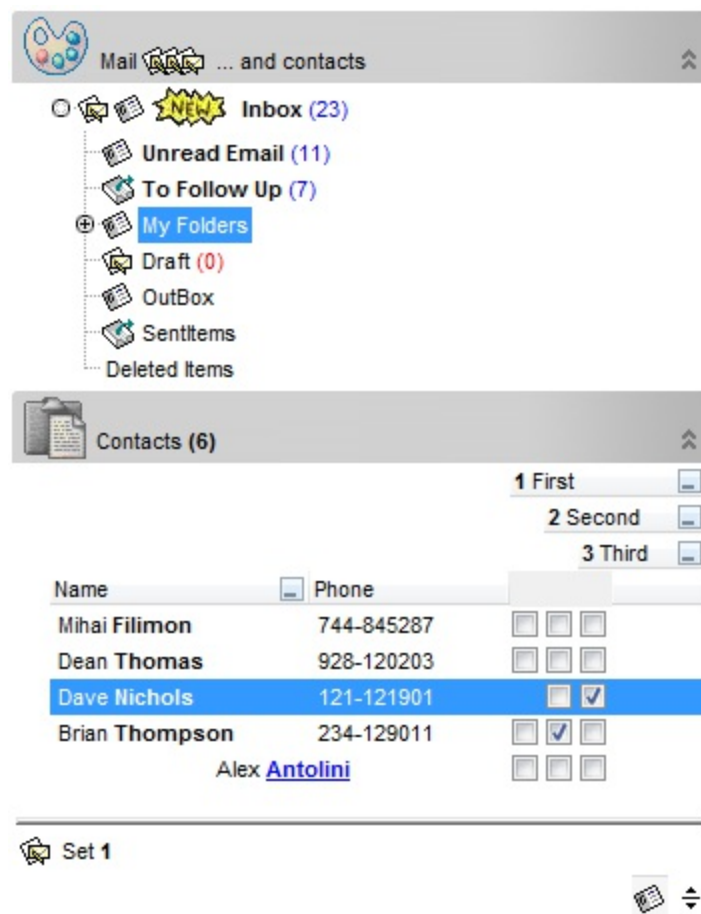 Mail ... and contacts
NEW Inbox (23)
Unread Email (11)
To Follow Up (7)
My Folders
Draft (0)
OutBox
SentItems
Deleted Items
Contacts (6)
1 First
2 Second
3 Third
Name Phone
Mihai Filimon 744-845287
Dean Thomas 928-120203
Dave Nichols 121-121901
Brian Thompson 234-129011
Alex Antolini
Set 1